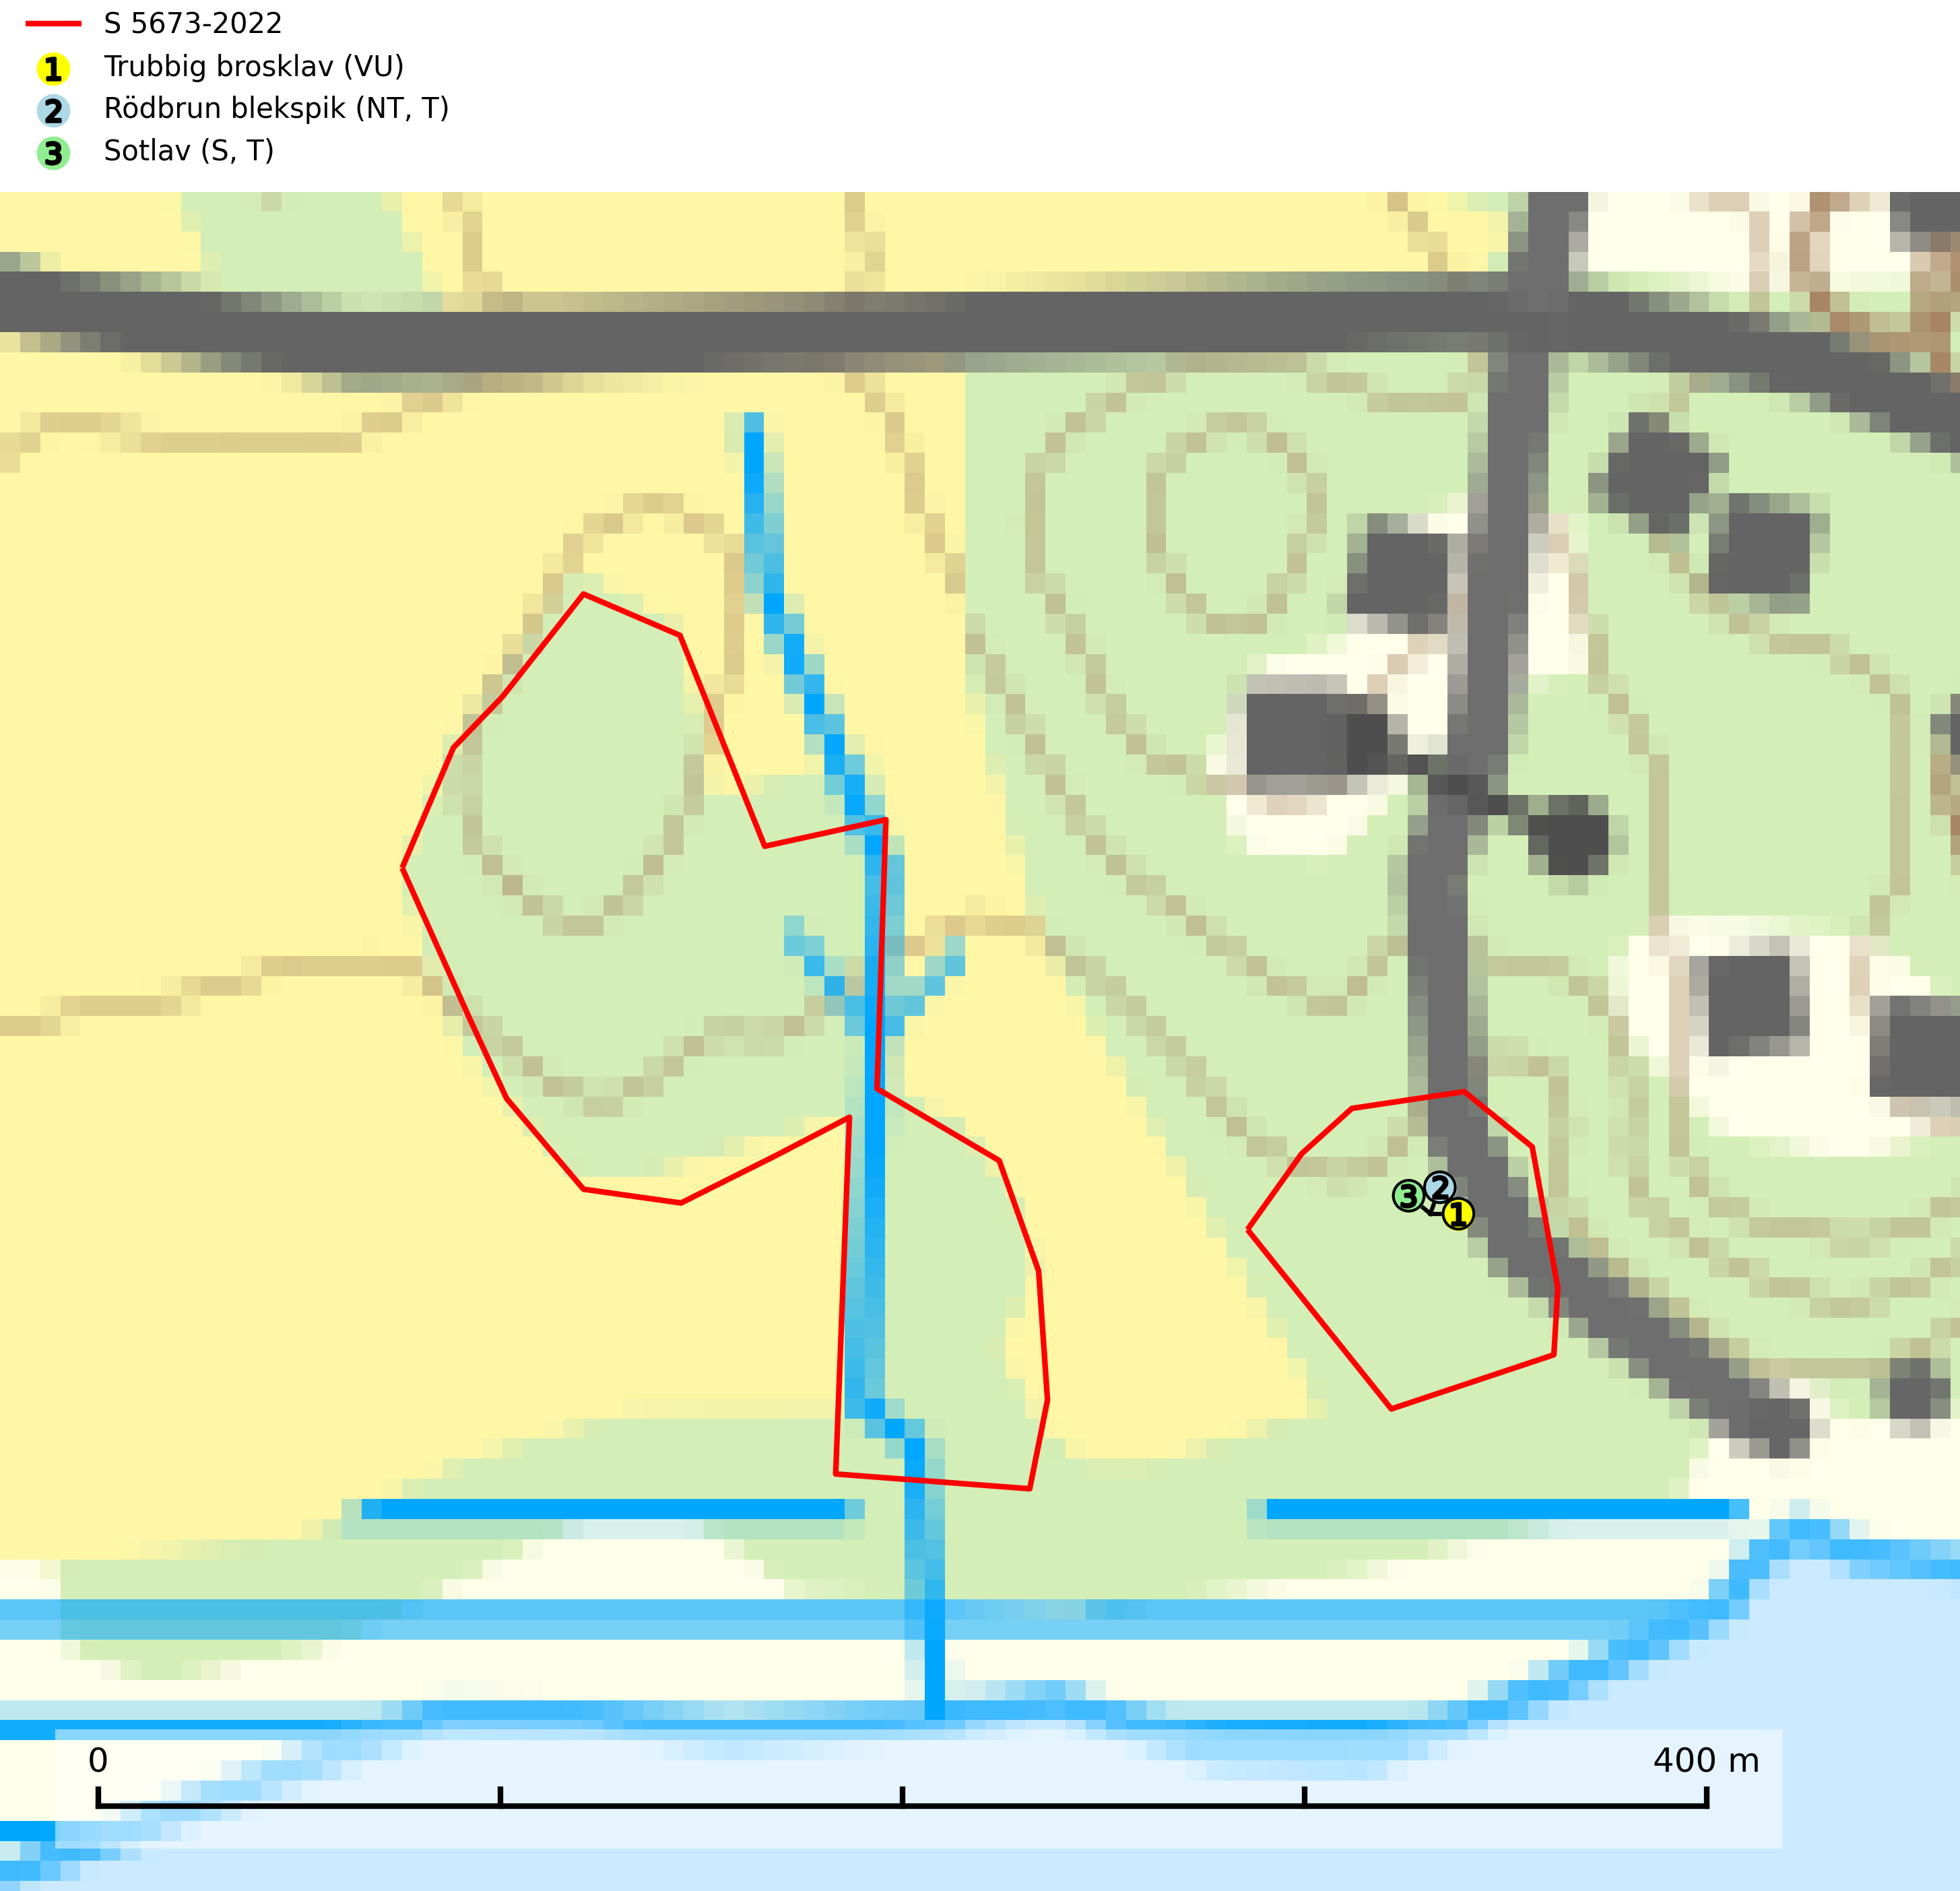 S 5673-2022
1 Trubbig brosklav (VU)
2 Rödbrun blekspik (NT, T)
3 Sotlav (S, T)
3 2 1
0 400 m